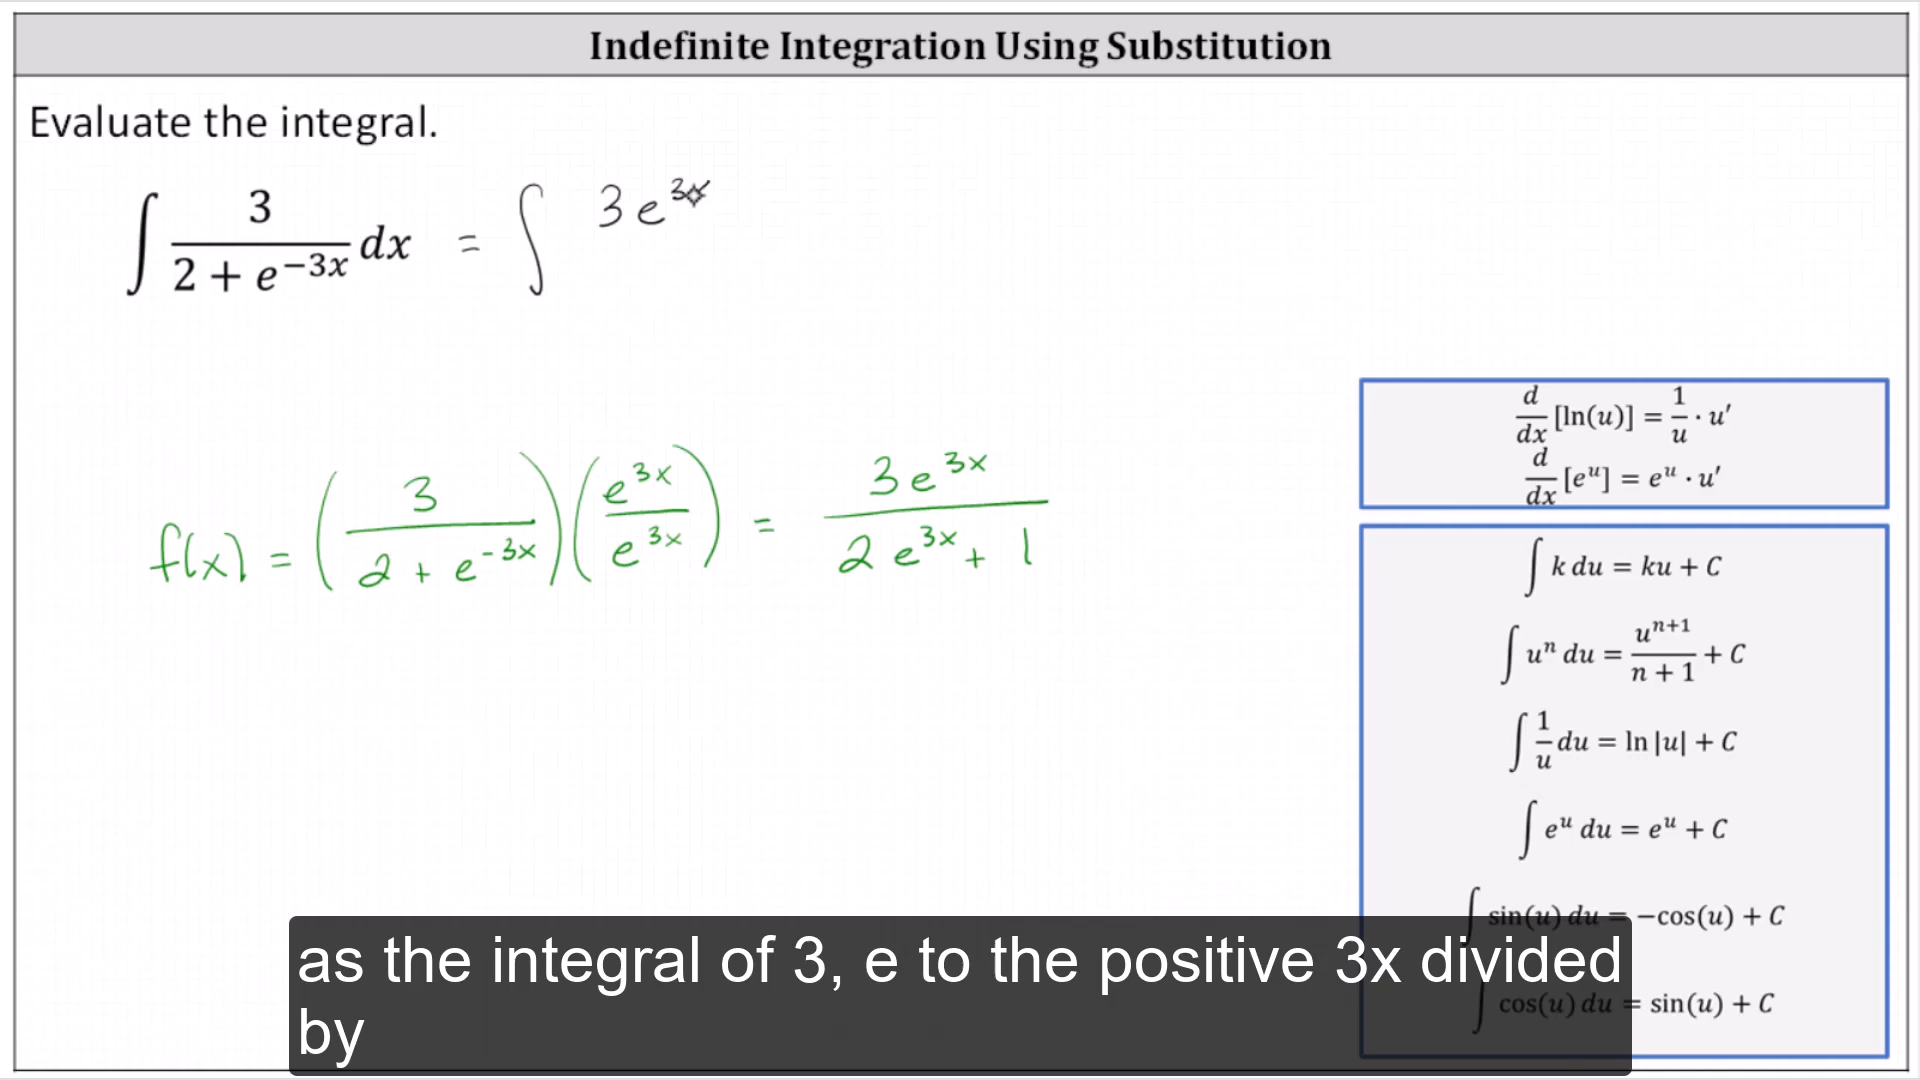 Indefinite Integration Using Substitution
Evaluate the integral.
∫ 3/(2 + e^(−3x)) dx = ∫ 3e^(3x)
f(x) = (3/(2 + e^(-3x))) (e^(3x)/e^(3x)) = 3e^(3x)/(2e^(3x) + 1)
d/dx [ln(u)] = 1/u · u′
d/dx [e^u] = e^u · u′
∫ k du = ku + C
∫ u^n du = u^(n+1)/(n + 1) + C
∫ 1/u du = ln |u| + C
∫ e^u du = e^u + C
∫ sin(u) du = −cos(u) + C
∫ cos(u) du = sin(u) + C
as the integral of 3, e to the positive 3x divided
by